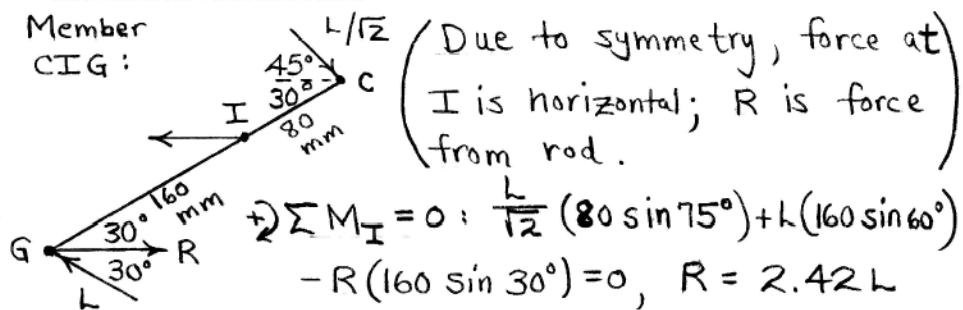 Member
CIG:
L/√2
45°
30°
C
I
80
mm
160
mm
G
30°
R
30°
L
(Due to symmetry, force at
I is horizontal; R is force
from rod.)
+↻ΣM_I = 0: L/√2 (80 sin 75°) + L(160 sin 60°)
- R(160 sin 30°) = 0, R = 2.42 L